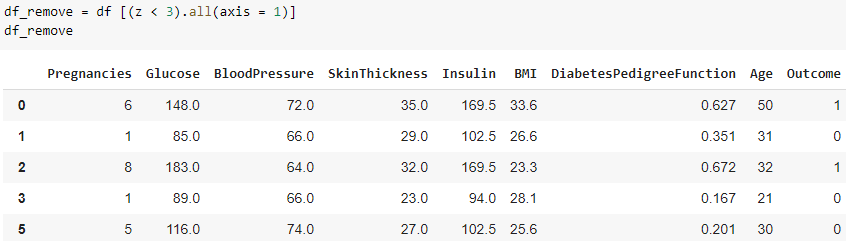 df_remove = df [(z < 3).all(axis = 1)]
df_remove
Pregnancies Glucose BloodPressure SkinThickness Insulin BMI DiabetesPedigreeFunction Age Outcome
0 6 148.0 72.0 35.0 169.5 33.6 0.627 50 1
1 1 85.0 66.0 29.0 102.5 26.6 0.351 31 0
2 8 183.0 64.0 32.0 169.5 23.3 0.672 32 1
3 1 89.0 66.0 23.0 94.0 28.1 0.167 21 0
5 5 116.0 74.0 27.0 102.5 25.6 0.201 30 0